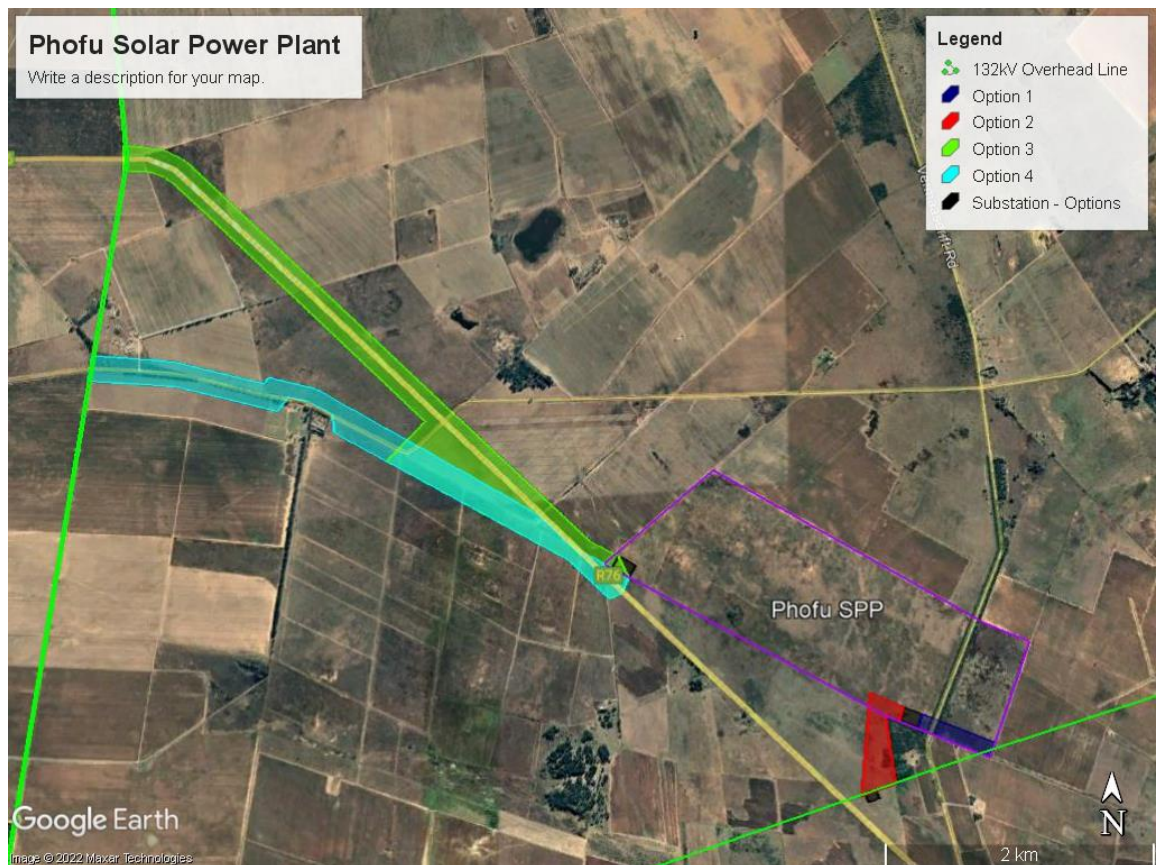 Phofu Solar Power Plant
Write a description for your map.
Legend
132kV Overhead Line
Option 1
Option 2
Option 3
Option 4
Substation - Options
R76
Phofu SPP
Google Earth
N
Image © 2022 Maxar Technologies
2 km